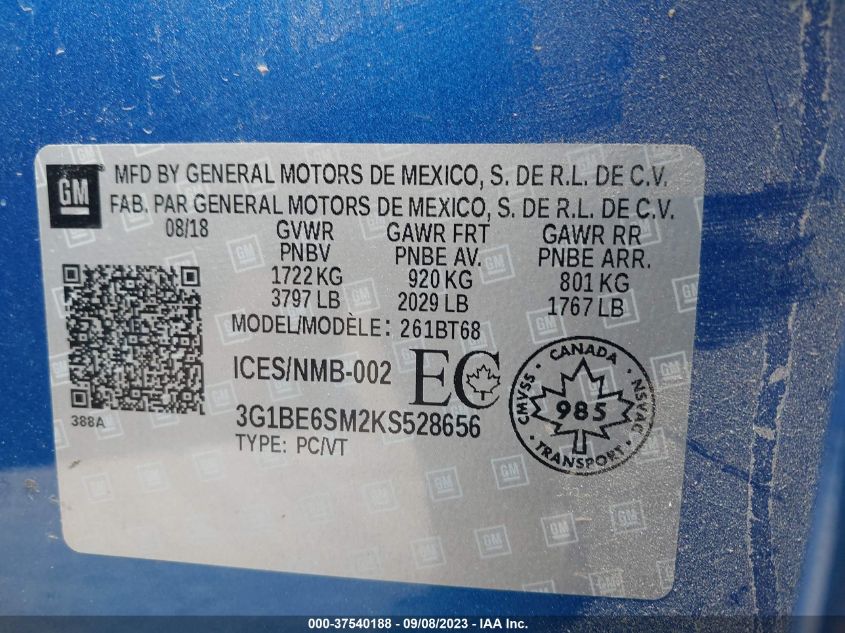 GM
MFD BY GENERAL MOTORS DE MEXICO, S. DE R.L. DE C.V.
FAB. PAR GENERAL MOTORS DE MEXICO, S. DE R.L. DE C.V.
08/18 GVWR GAWR FRT GAWR RR
PNBV PNBE AV. PNBE ARR.
1722 KG 920 KG 801 KG
3797 LB 2029 LB 1767 LB
MODEL/MODÈLE: 261BT68
ICES/NMB-002 EC
388A
3G1BE6SM2KS528656
TYPE: PC/VT
CANADA
CMVSS 985 NSVAC
TRANSPORT
000-37540188 - 09/08/2023 - IAA Inc.